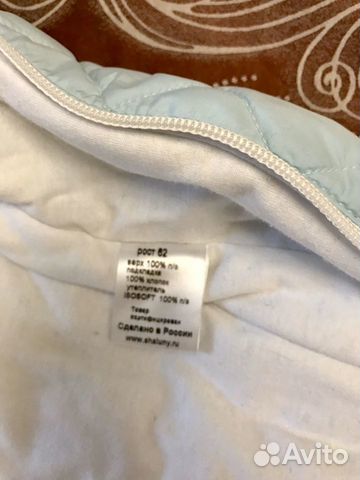 рост 62
верх 100% п/э
подкладка
100% хлопок
утеплитель
ISOSOFT 100% п/э
Товар
сертифицирован
Сделано в России
www.shaluny.ru
Avito